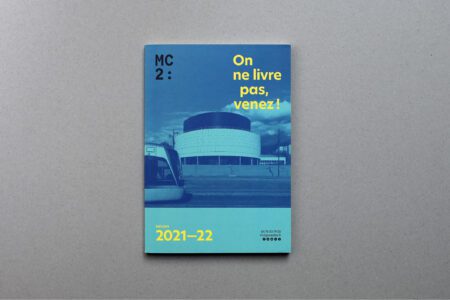 MC
2:
On
ne livre
pas,
venez !
2021—22